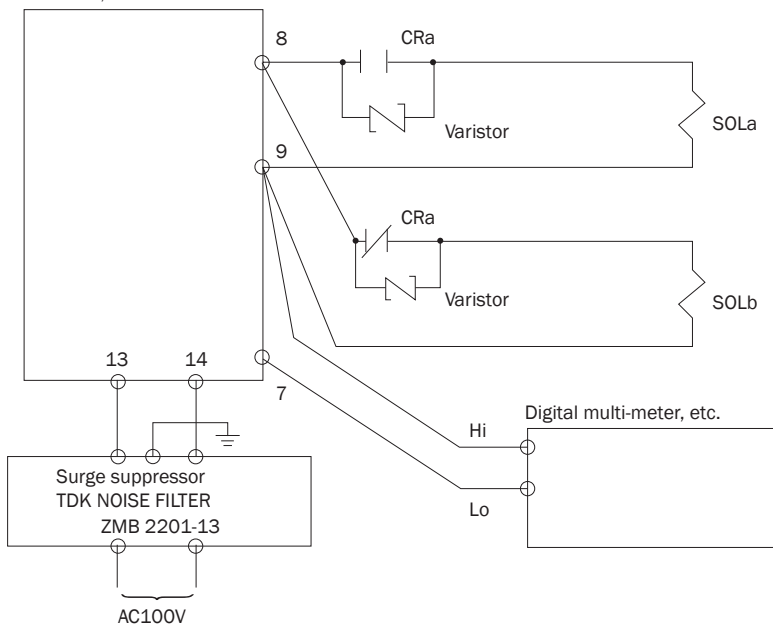 8
CRa
Varistor
SOLa
9
CRa
Varistor
SOLb
13
14
7
Digital multi-meter, etc.
Hi
Lo
Surge suppressor
TDK NOISE FILTER
ZMB 2201-13
AC100V